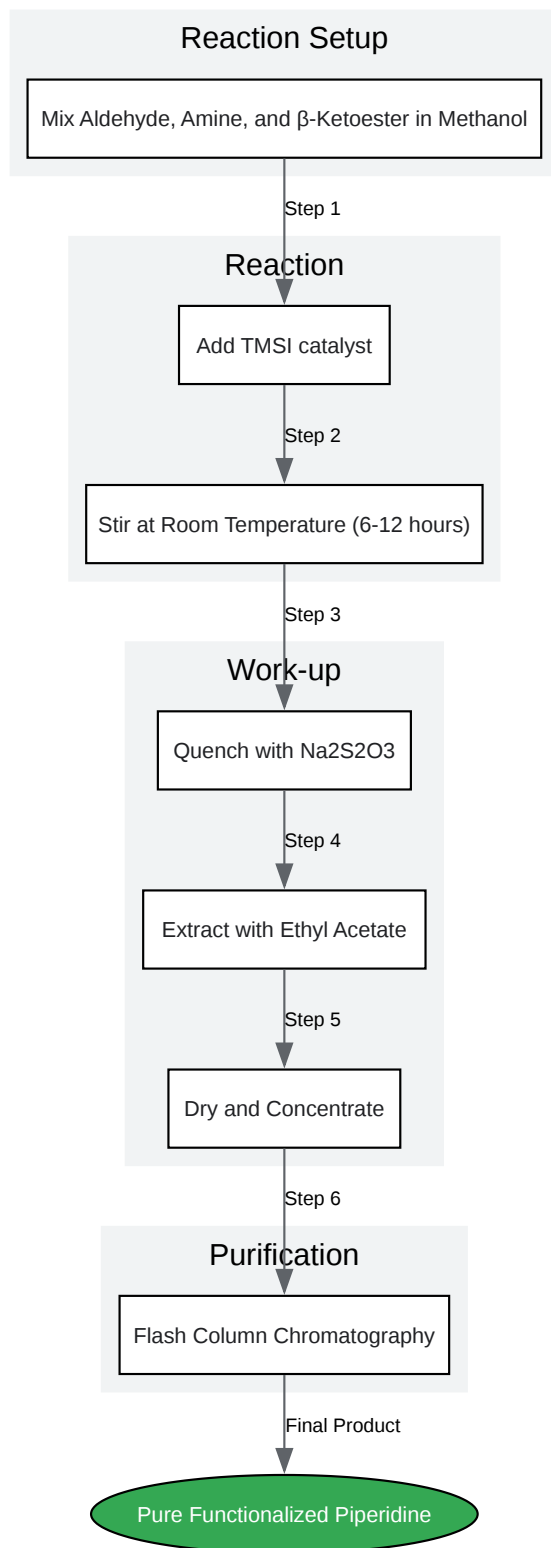 Reaction Setup
Mix Aldehyde, Amine, and β-Ketoester in Methanol
Step 1
Reaction
Add TMSI catalyst
Step 2
Stir at Room Temperature (6-12 hours)
Step 3
Work-up
Quench with Na2S2O3
Step 4
Extract with Ethyl Acetate
Step 5
Dry and Concentrate
Step 6
Purification
Flash Column Chromatography
Final Product
Pure Functionalized Piperidine